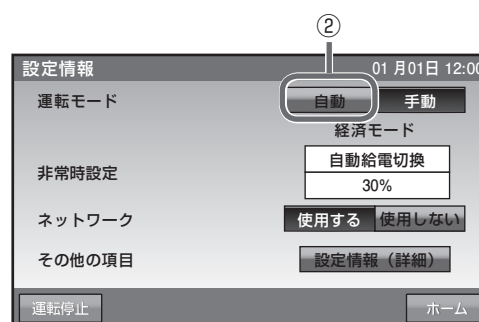 ②
設定情報 01 月01日 12:00
運転モード 自動 手動
経済モード
非常時設定 自動給電切換
30%
ネットワーク 使用する 使用しない
その他の項目 設定情報（詳細）
運転停止 ホーム